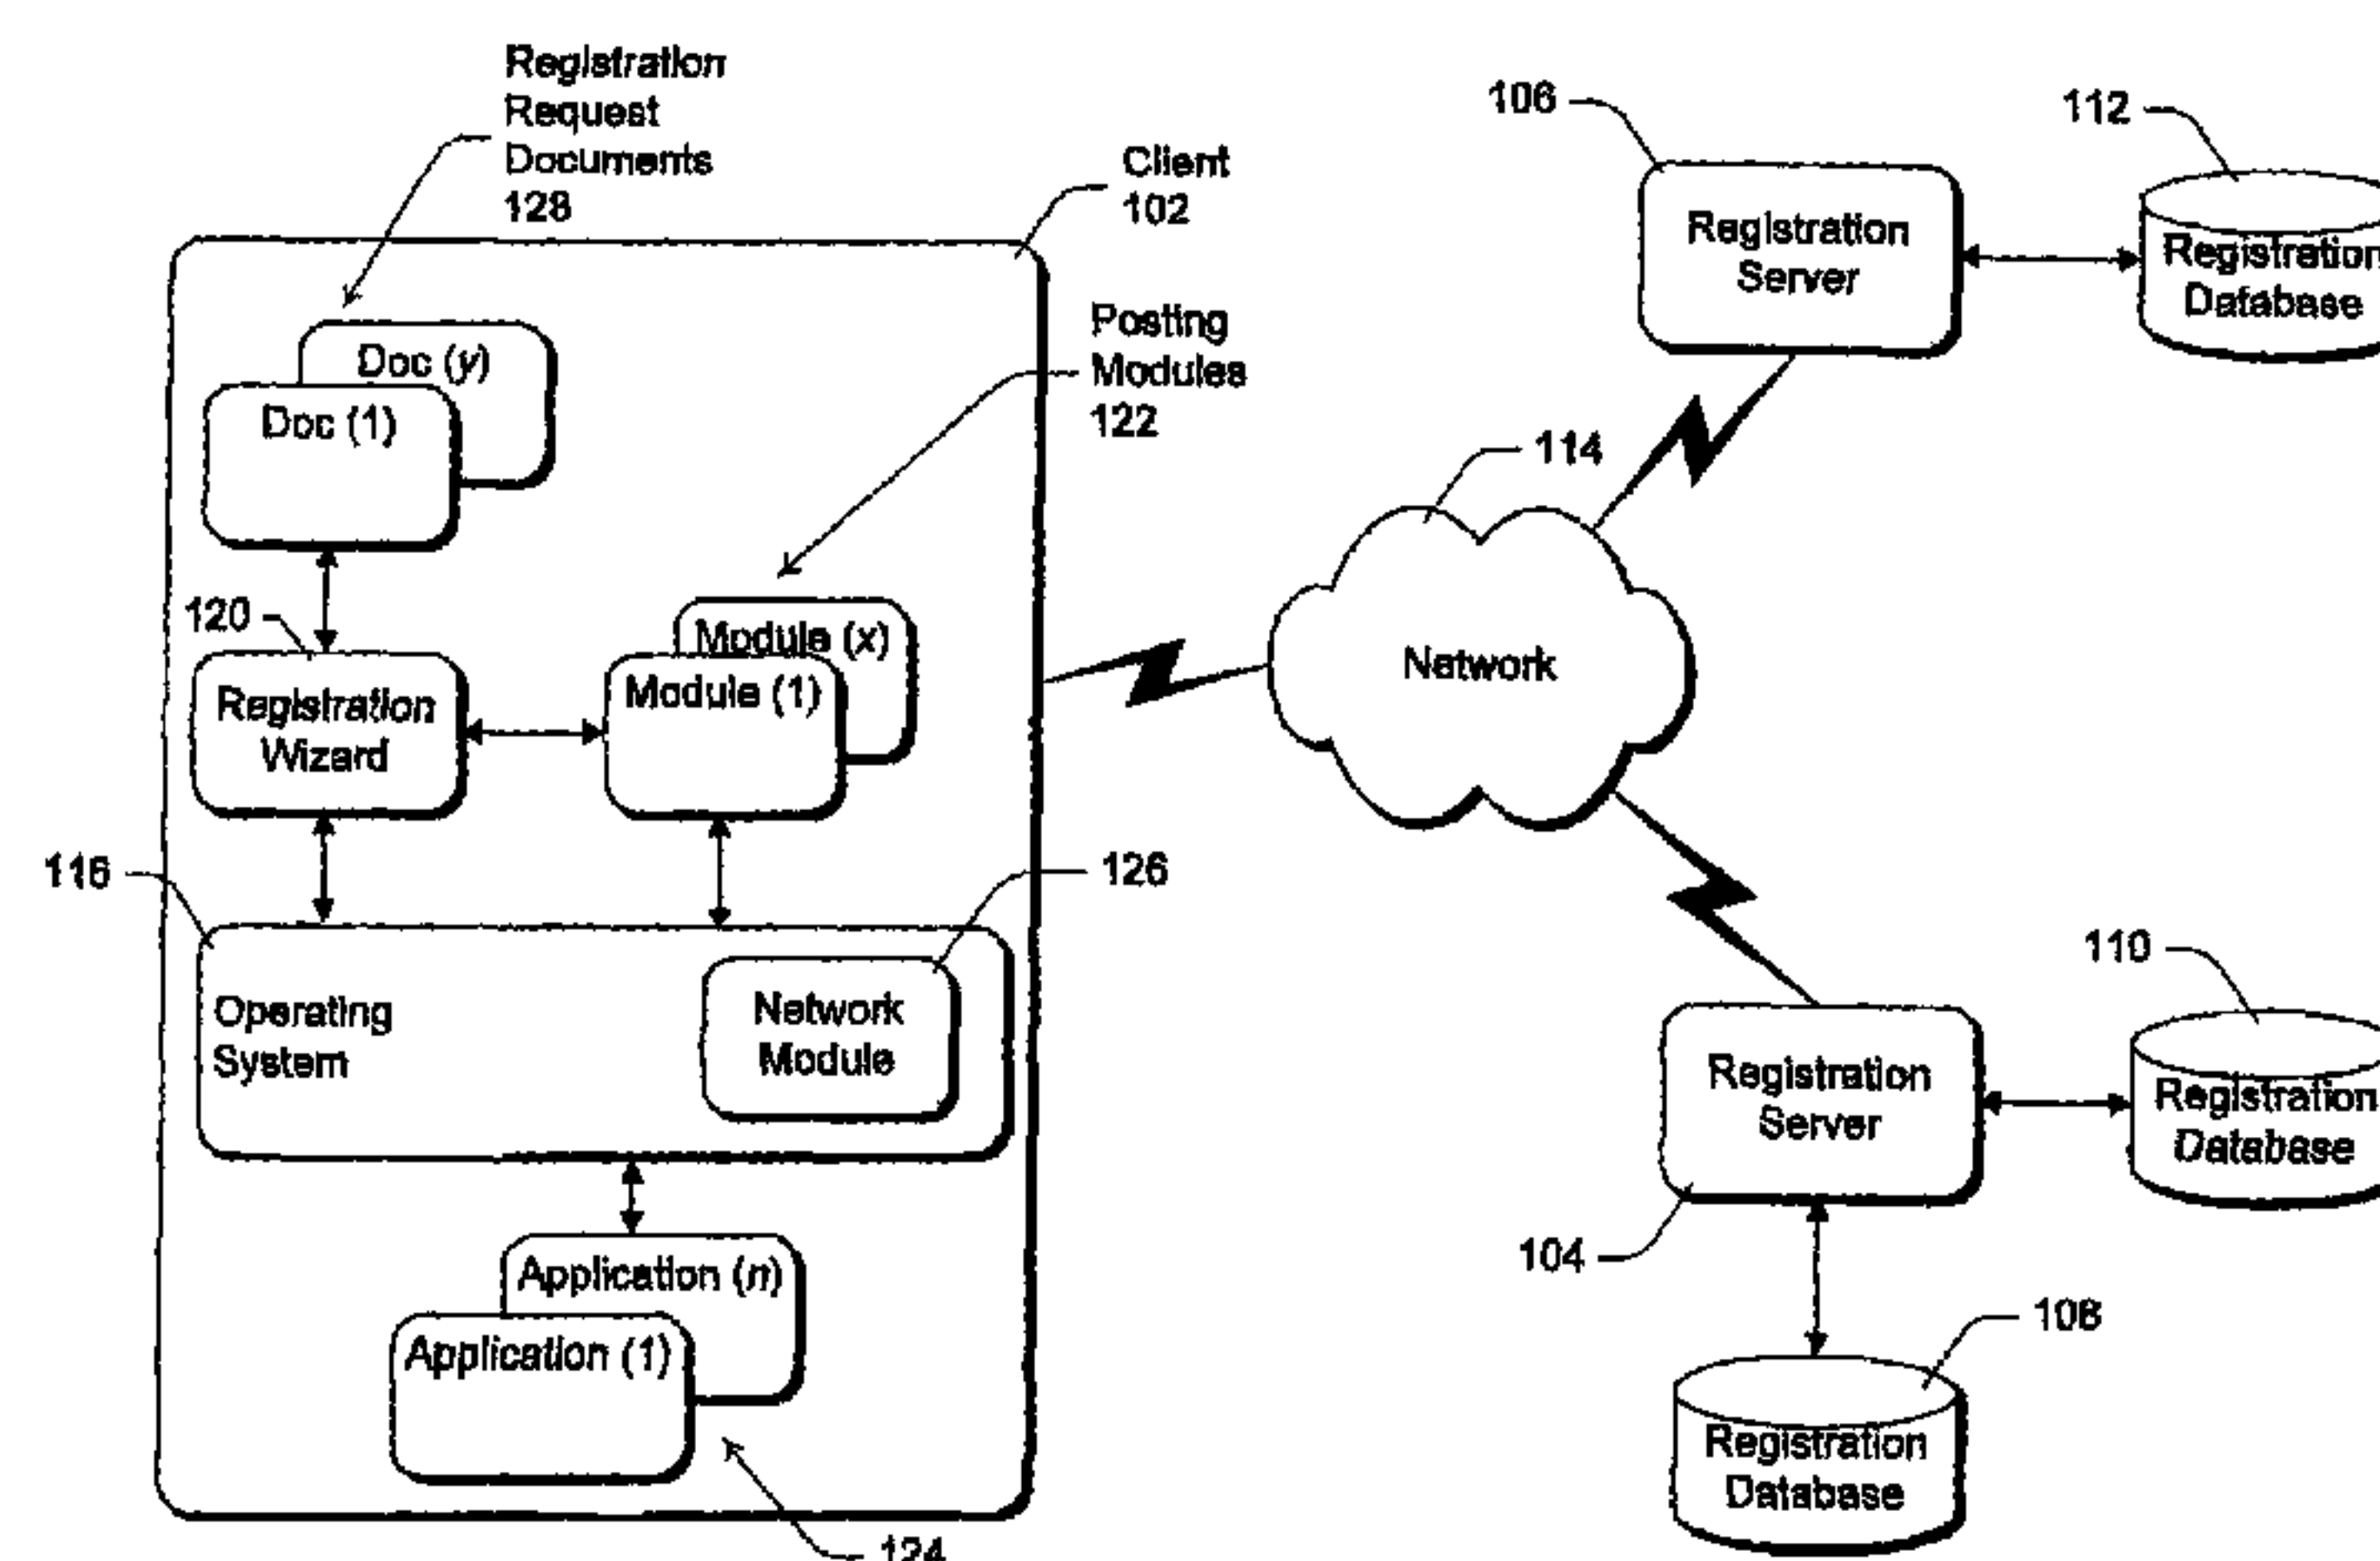 Registration
Request
Documents
128
Client
102
Posting
Modules
122
Doc (y)
Doc (1)
120
Module (x)
Module (1)
Registration
Wizard
116
126
Operating
System
Network
Module
Application (n)
Application (1)
124
106
112
Registration
Server
Registration
Database
114
Network
110
Registration
Server
Registration
Database
104
108
Registration
Database